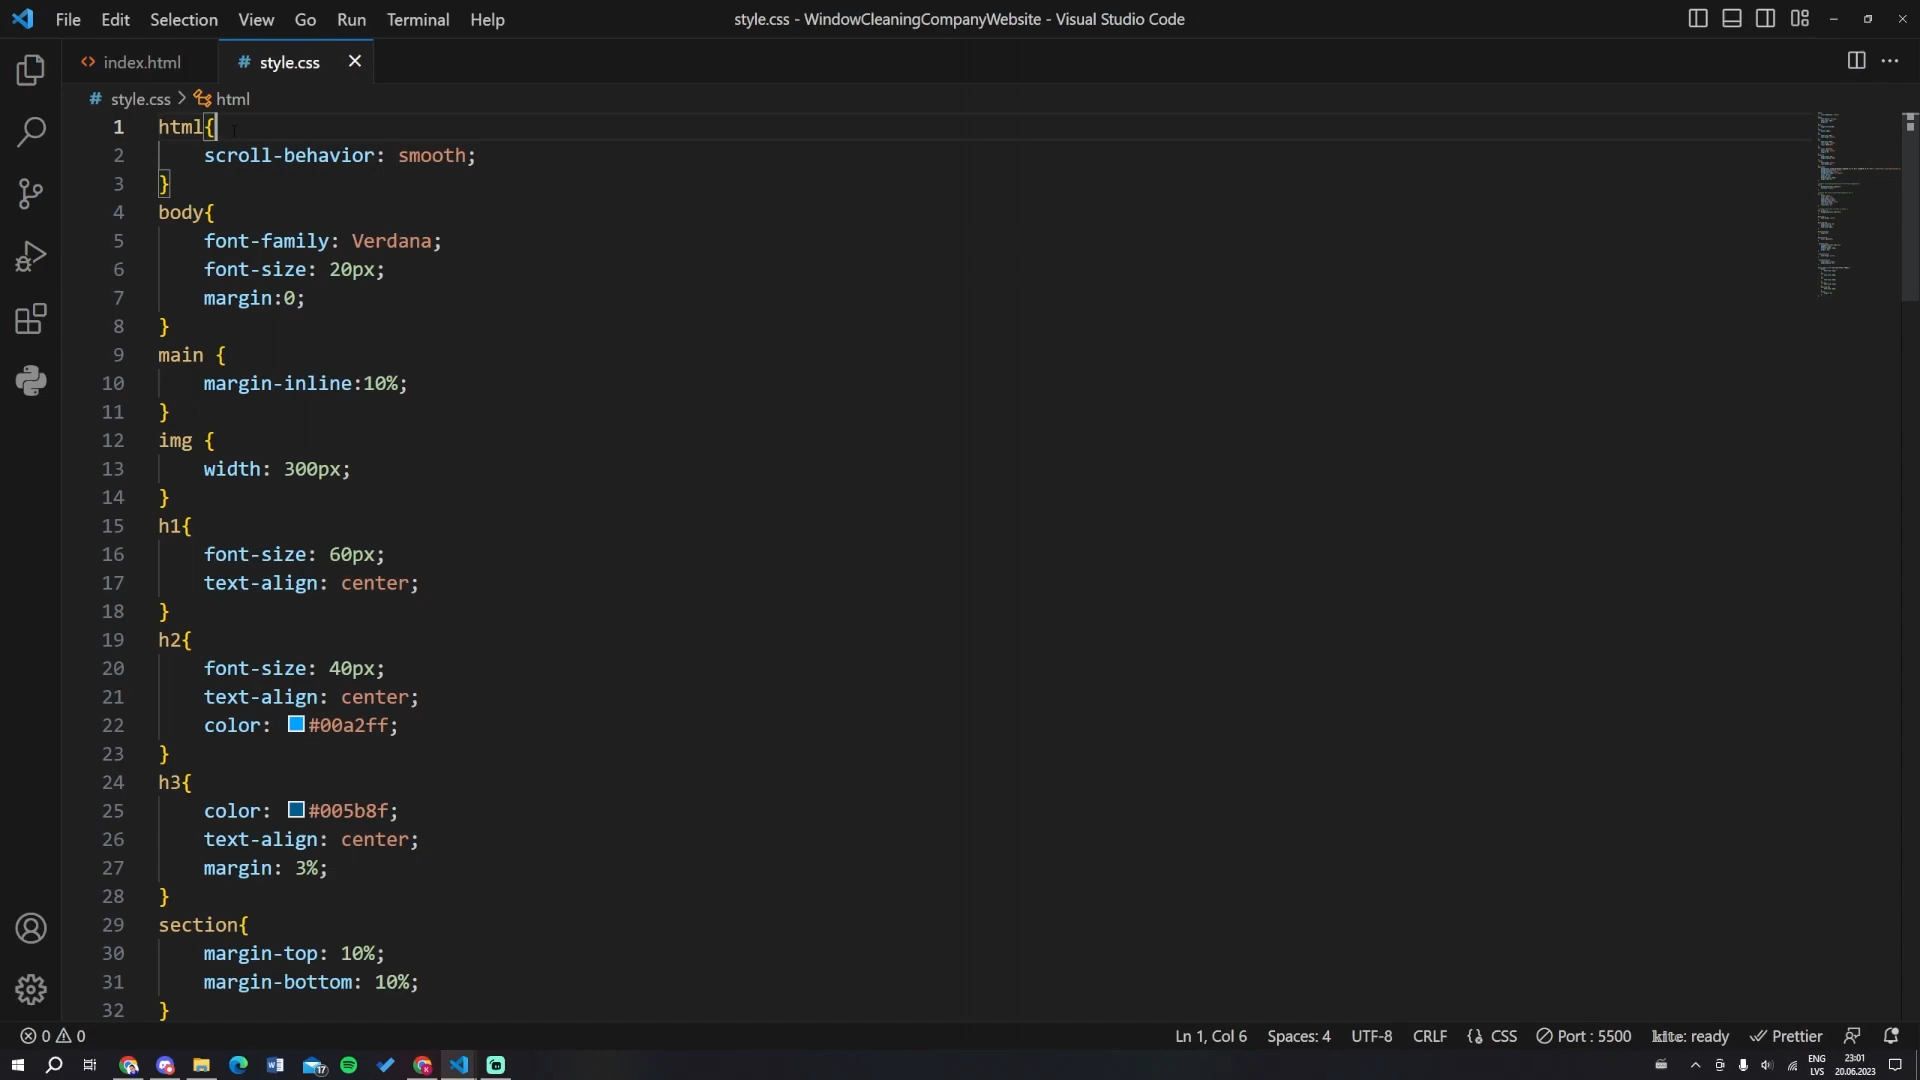 File Edit Selection View Go Run Terminal Help
style.css - WindowCleaningCompanyWebsite - Visual Studio Code
<> index.html
# style.css
# style.css > html
1 html{
2 scroll-behavior: smooth;
3 }
4 body{
5 font-family: Verdana;
6 font-size: 20px;
7 margin:0;
8 }
9 main {
10 margin-inline:10%;
11 }
12 img {
13 width: 300px;
14 }
15 h1{
16 font-size: 60px;
17 text-align: center;
18 }
19 h2{
20 font-size: 40px;
21 text-align: center;
22 color: #00a2ff;
23 }
24 h3{
25 color: #005b8f;
26 text-align: center;
27 margin: 3%;
28 }
29 section{
30 margin-top: 10%;
31 margin-bottom: 10%;
32 }
0 0
Ln 1, Col 6 Spaces: 4 UTF-8 CRLF {} CSS Port : 5500 kite: ready Prettier
17
ENG
LVS
23:01
20.06.2023